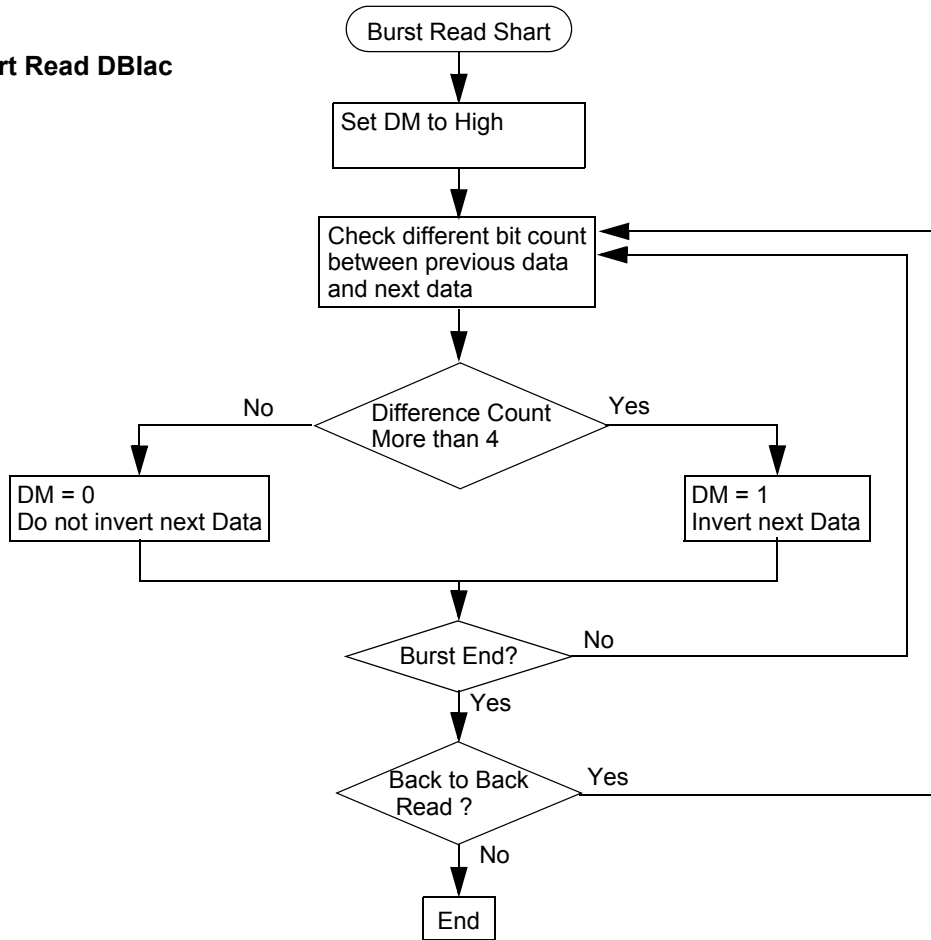 Burst Read Shart
rt Read DBIac
Set DM to High
Check different bit count
between previous data
and next data
No
Difference Count
More than 4
Yes
DM = 0
Do not invert next Data
DM = 1
Invert next Data
Burst End?
No
Yes
Back to Back
Read ?
Yes
No
End